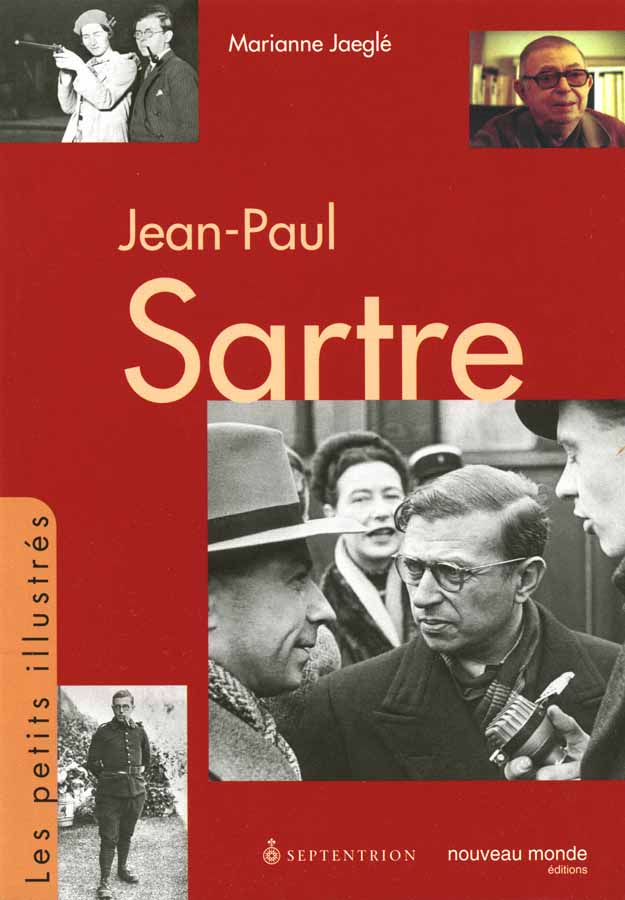 Marianne Jaeglé
Jean-Paul
Sartre
Les petits illustrés
SEPTENTRION
nouveau monde
éditions